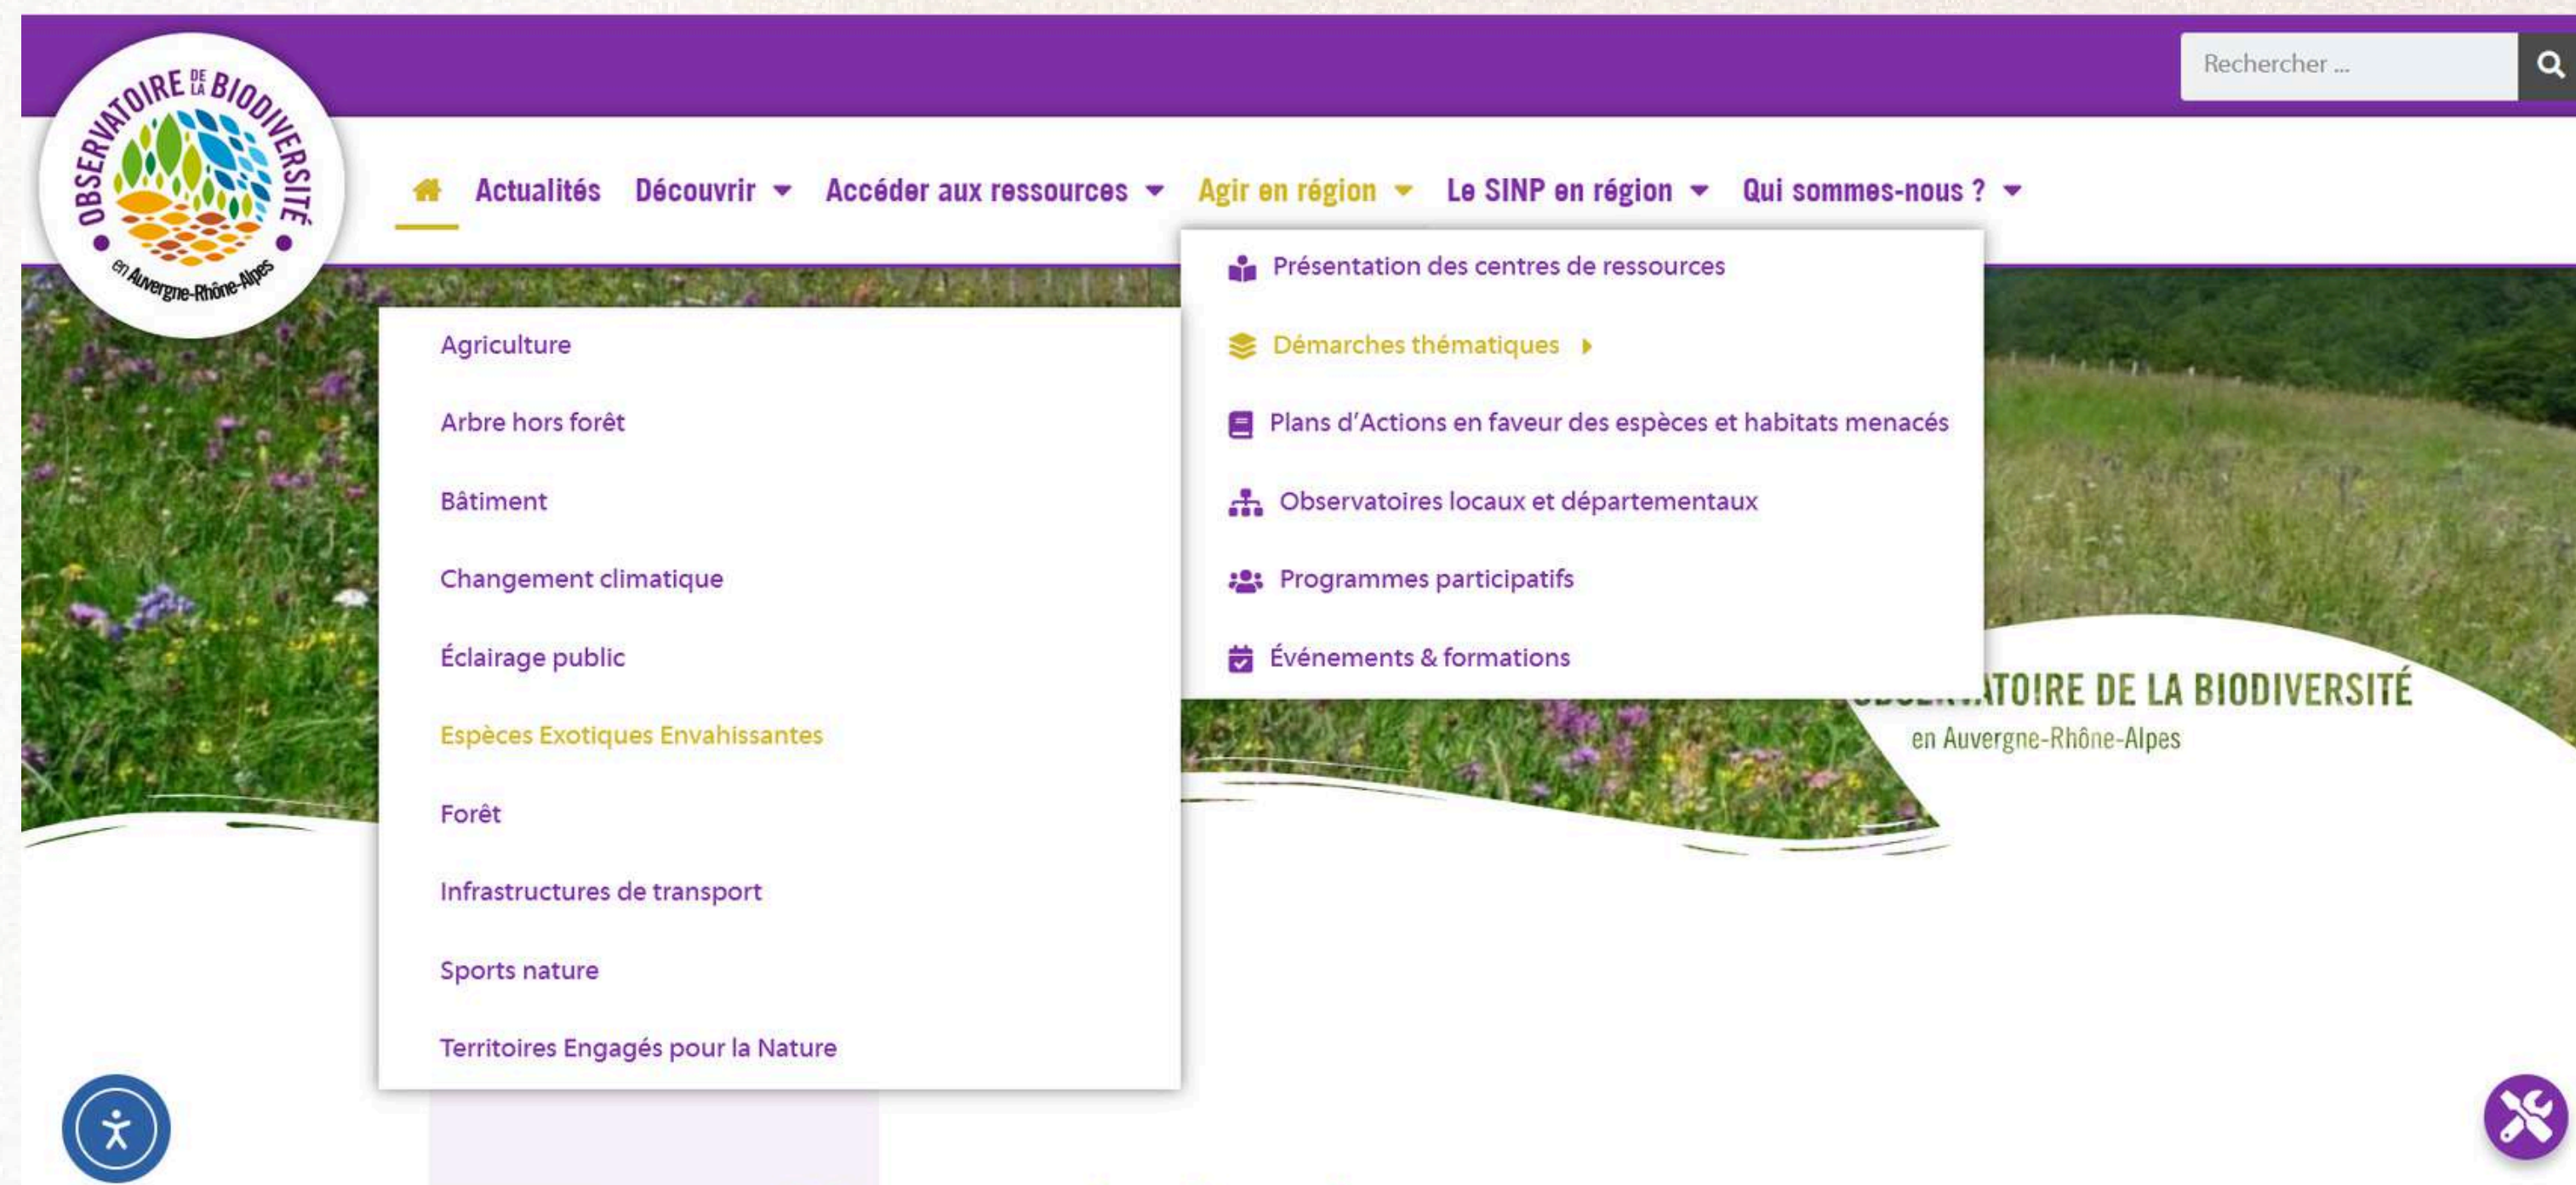 Rechercher ...
OBSERVATOIRE DE LA BIODIVERSITÉ
en Auvergne-Rhône-Alpes
Actualités Découvrir Accéder aux ressources Agir en région Le SINP en région Qui sommes-nous ?
Présentation des centres de ressources
Démarches thématiques
Plans d'Actions en faveur des espèces et habitats menacés
Observatoires locaux et départementaux
Programmes participatifs
Événements & formations
Agriculture
Arbre hors forêt
Bâtiment
Changement climatique
Éclairage public
Espèces Exotiques Envahissantes
Forêt
Infrastructures de transport
Sports nature
Territoires Engagés pour la Nature
OBSERVATOIRE DE LA BIODIVERSITÉ
en Auvergne-Rhône-Alpes